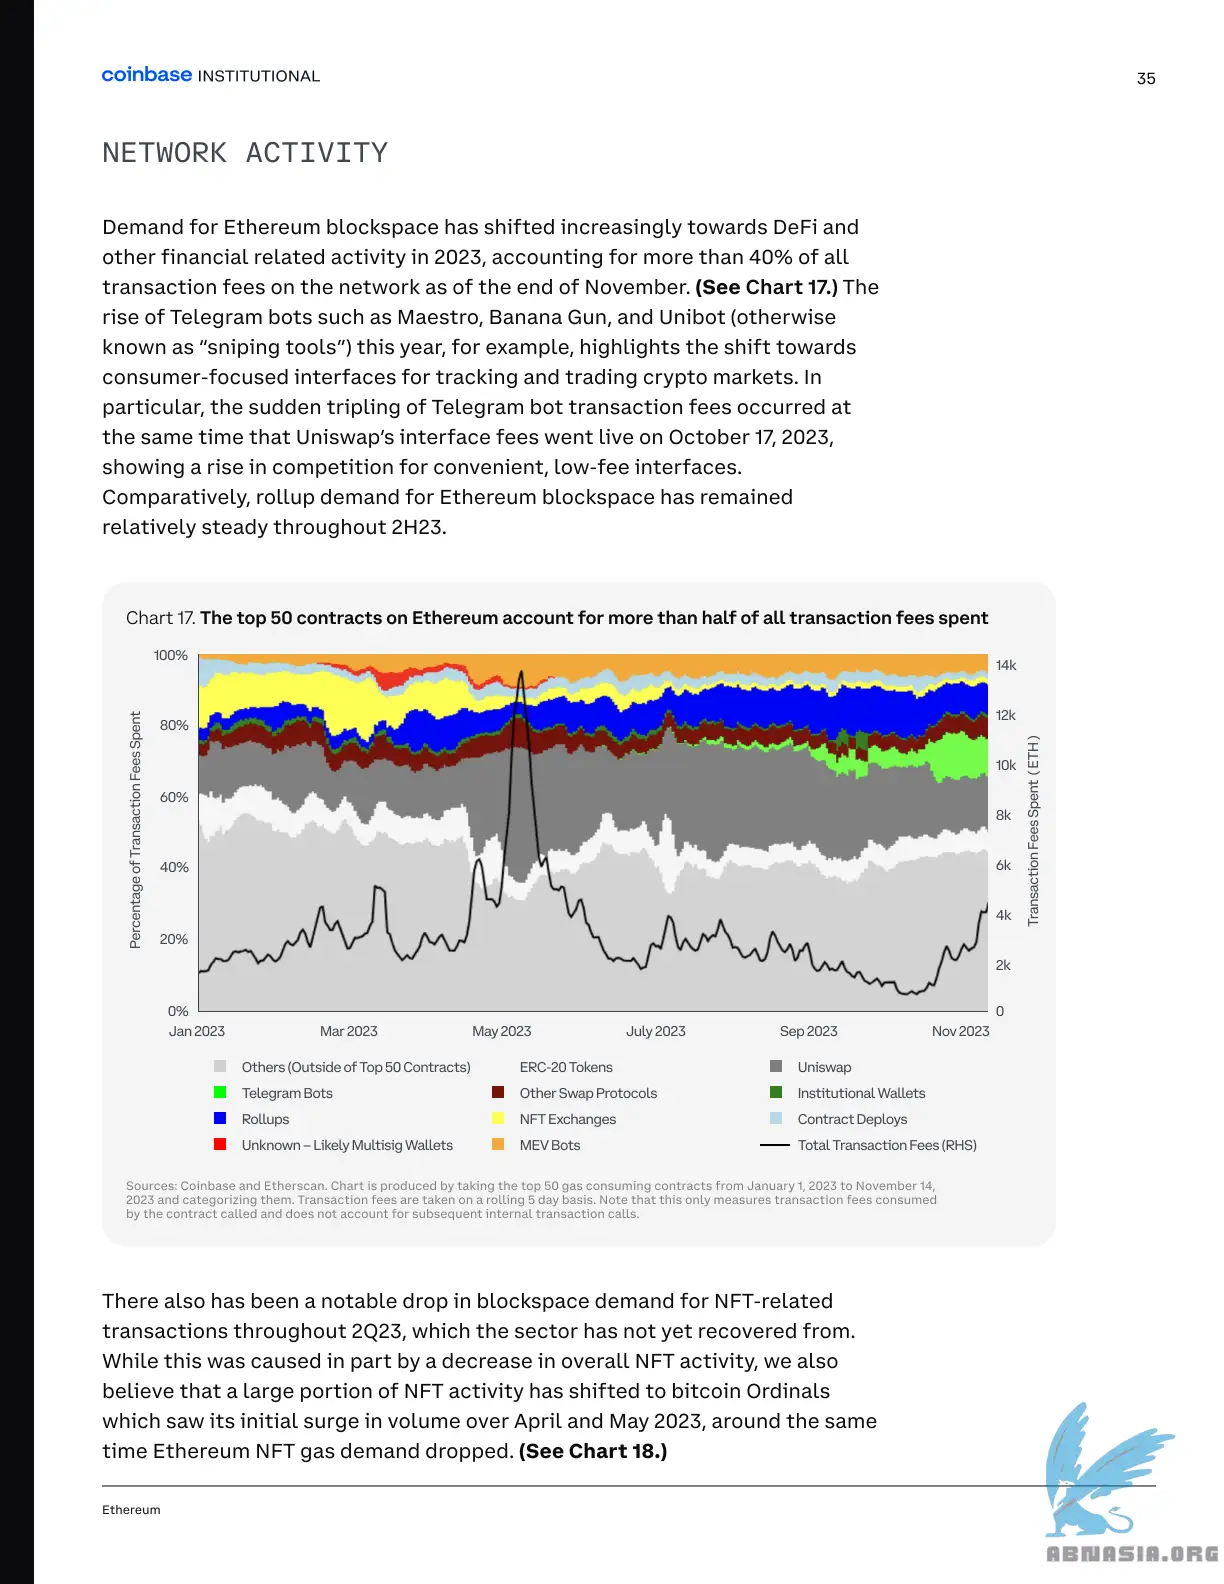 coinbase INSTITUTIONAL
35
NETWORK ACTIVITY
Demand for Ethereum blockspace has shifted increasingly towards DeFi and
other financial related activity in 2023, accounting for more than 40% of all
transaction fees on the network as of the end of November. (See Chart 17.) The
rise of Telegram bots such as Maestro, Banana Gun, and Unibot (otherwise
known as “sniping tools”) this year, for example, highlights the shift towards
consumer-focused interfaces for tracking and trading crypto markets. In
particular, the sudden tripling of Telegram bot transaction fees occurred at
the same time that Uniswap’s interface fees went live on October 17, 2023,
showing a rise in competition for convenient, low-fee interfaces.
Comparatively, rollup demand for Ethereum blockspace has remained
relatively steady throughout 2H23.
Chart 17. The top 50 contracts on Ethereum account for more than half of all transaction fees spent
Percentage of Transaction Fees Spent
100%
80%
60%
40%
20%
0%
14k
12k
10k
8k
6k
4k
2k
0
Transaction Fees Spent (ETH)
Jan 2023 Mar 2023 May 2023 July 2023 Sep 2023 Nov 2023
Others (Outside of Top 50 Contracts) ERC-20 Tokens Uniswap
Telegram Bots Other Swap Protocols Institutional Wallets
Rollups NFT Exchanges Contract Deploys
Unknown – Likely Multisig Wallets MEV Bots Total Transaction Fees (RHS)
Sources: Coinbase and Etherscan. Chart is produced by taking the top 50 gas consuming contracts from January 1, 2023 to November 14,
2023 and categorizing them. Transaction fees are taken on a rolling 5 day basis. Note that this only measures transaction fees consumed
by the contract called and does not account for subsequent internal transaction calls.
There also has been a notable drop in blockspace demand for NFT-related
transactions throughout 2Q23, which the sector has not yet recovered from.
While this was caused in part by a decrease in overall NFT activity, we also
believe that a large portion of NFT activity has shifted to bitcoin Ordinals
which saw its initial surge in volume over April and May 2023, around the same
time Ethereum NFT gas demand dropped. (See Chart 18.)
Ethereum
ABNASIA.ORG